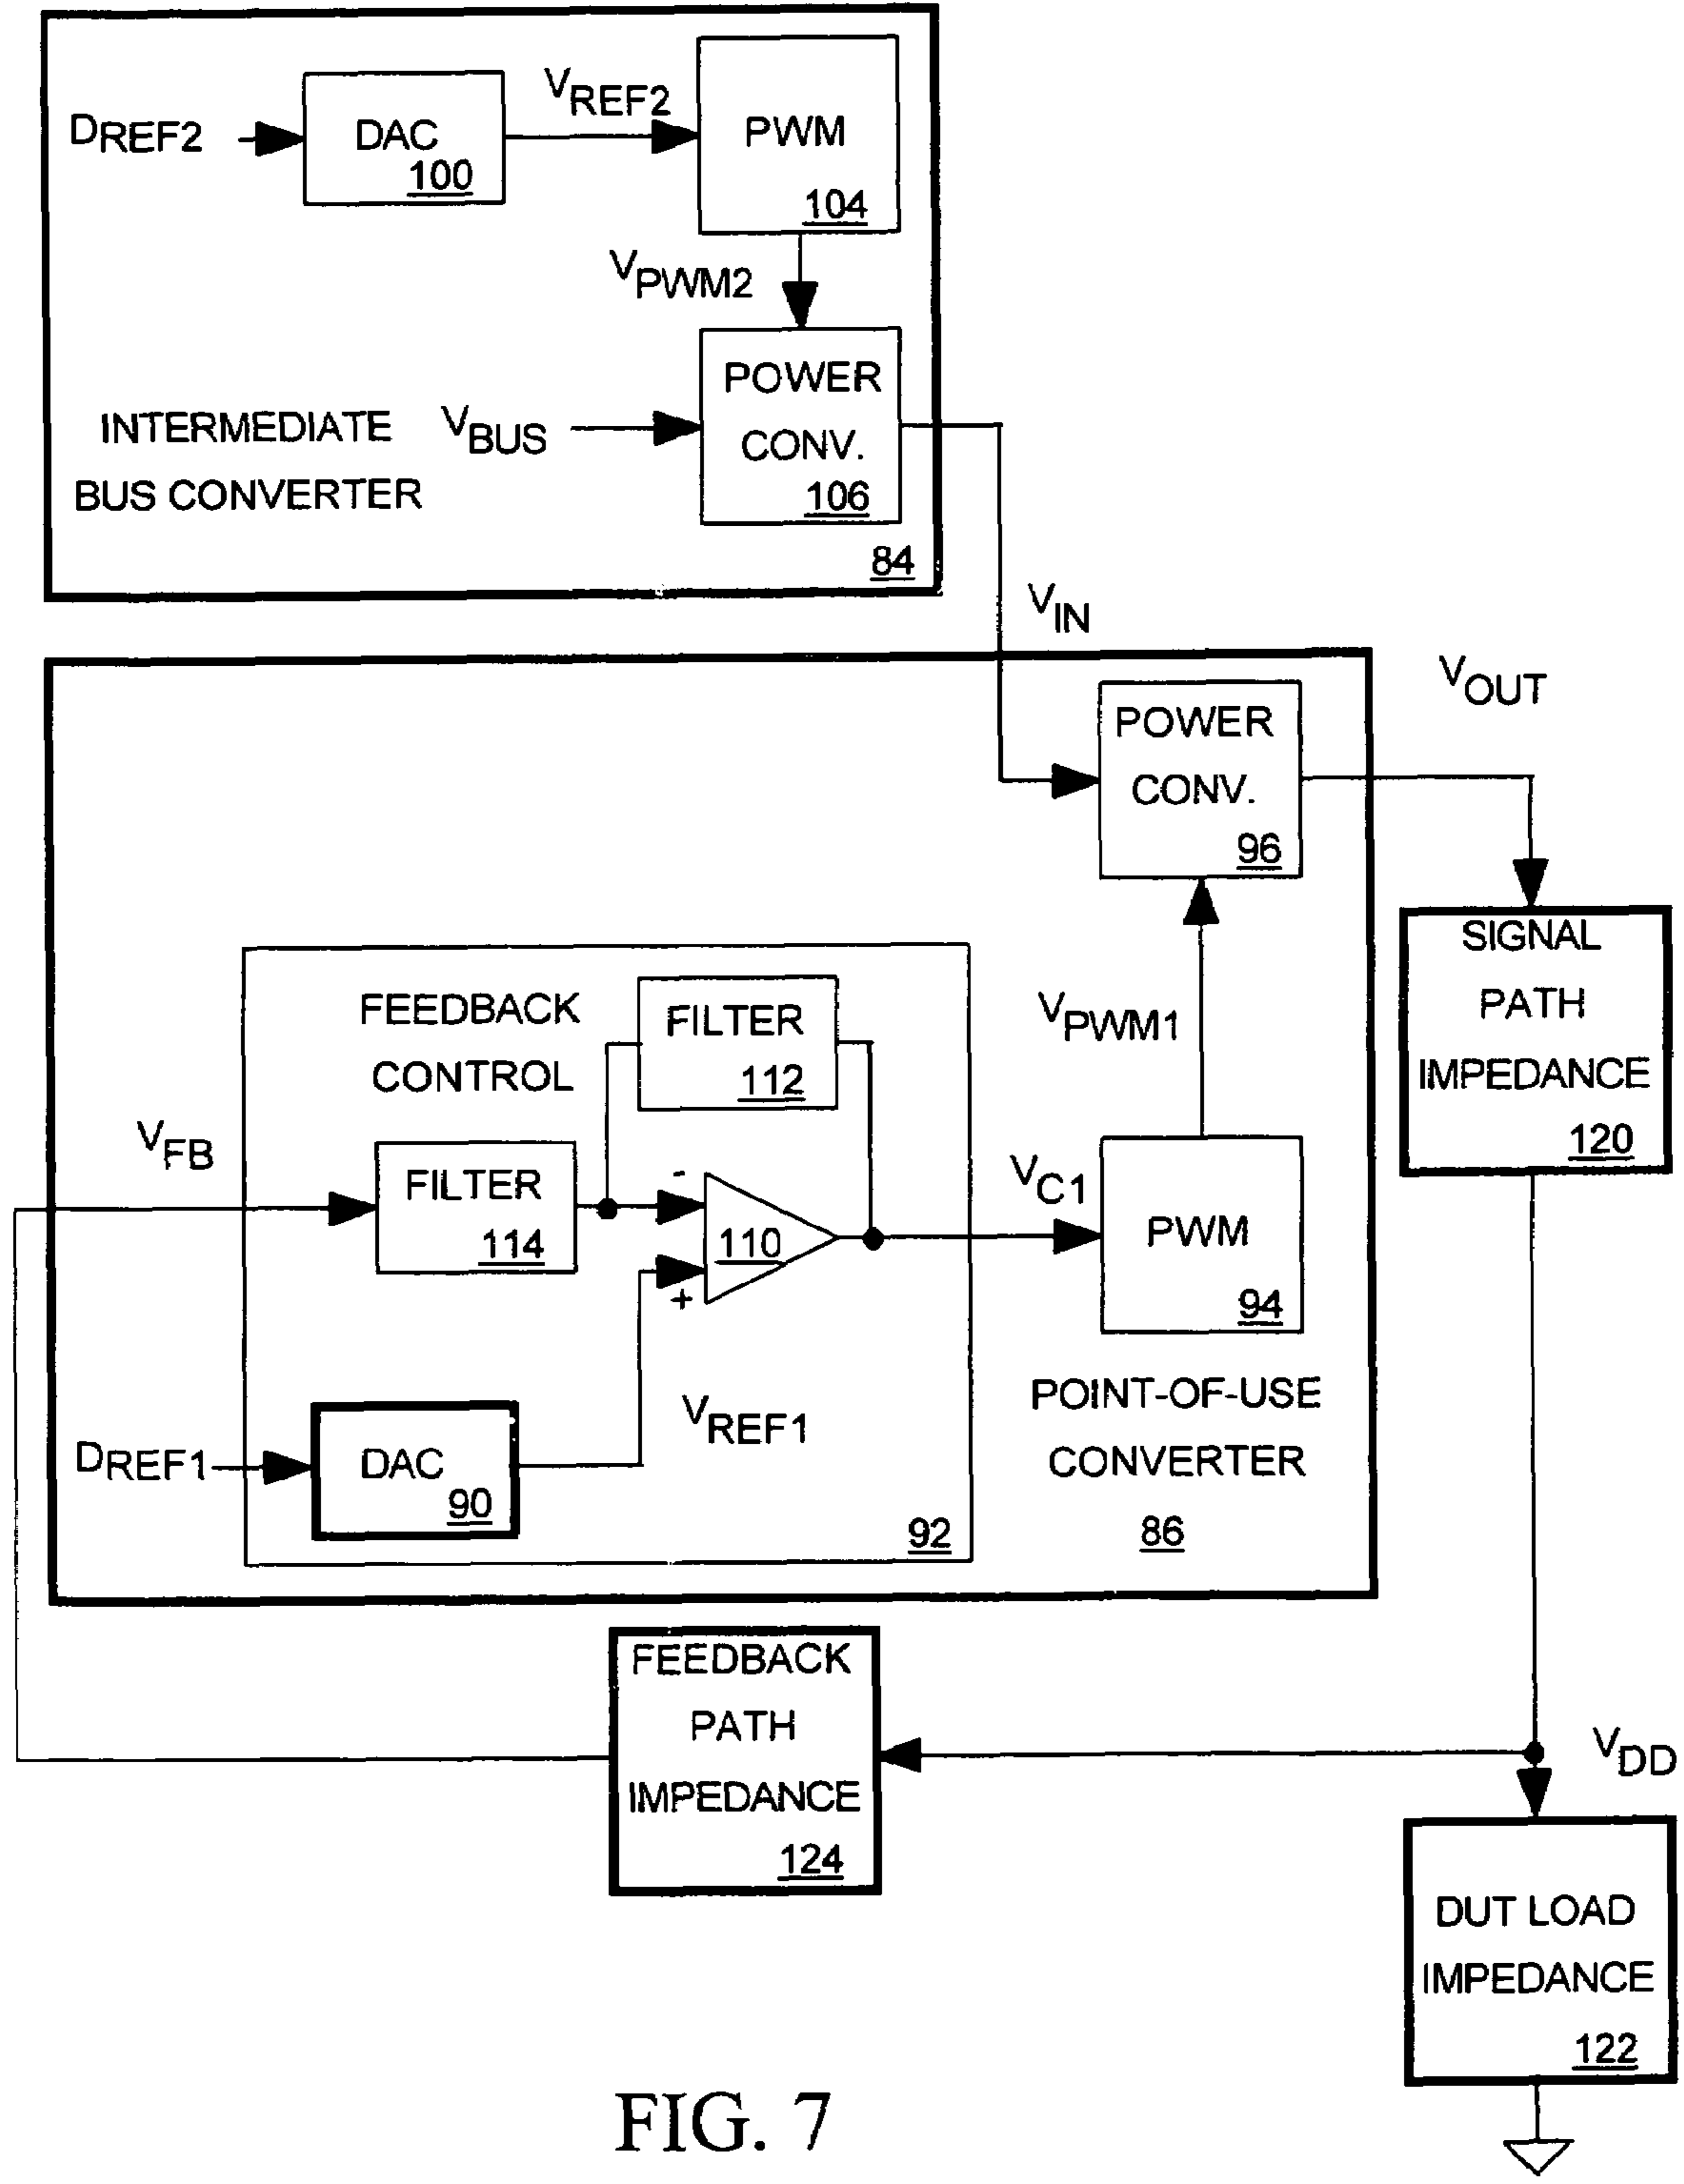 DREF2
DAC
100
VREF2
PWM
104
VPWM2
POWER
CONV.
106
VBUS
INTERMEDIATE
BUS CONVERTER
84
VIN
VOUT
POWER
CONV.
96
SIGNAL
PATH
IMPEDANCE
120
FEEDBACK
CONTROL
FILTER
112
VPWM1
VFB
FILTER
114
-
110
+
VC1
PWM
94
VREF1
DREF1
DAC
90
92
POINT-OF-USE
CONVERTER
86
FEEDBACK
PATH
IMPEDANCE
124
VDD
DUT LOAD
IMPEDANCE
122
FIG. 7